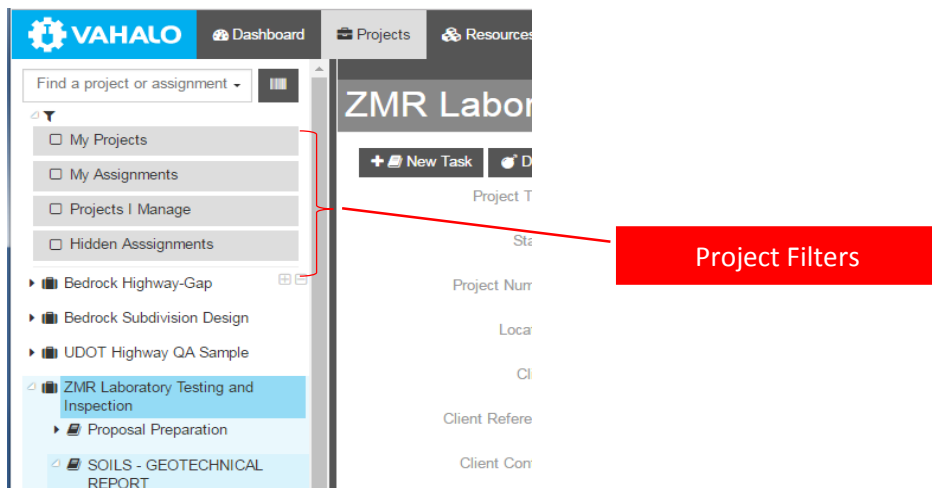 VAHALO
Dashboard
Projects
Resources
Find a project or assignment
ZMR Labor
My Projects
New Task
D
My Assignments
Project T
Projects I Manage
Sta
Hidden Asssignments
Project Filters
Bedrock Highway-Gap
Project Num
Bedrock Subdivision Design
Loca
UDOT Highway QA Sample
Cli
ZMR Laboratory Testing and
Inspection
Client Refere
Proposal Preparation
SOILS - GEOTECHNICAL
REPORT
Client Con